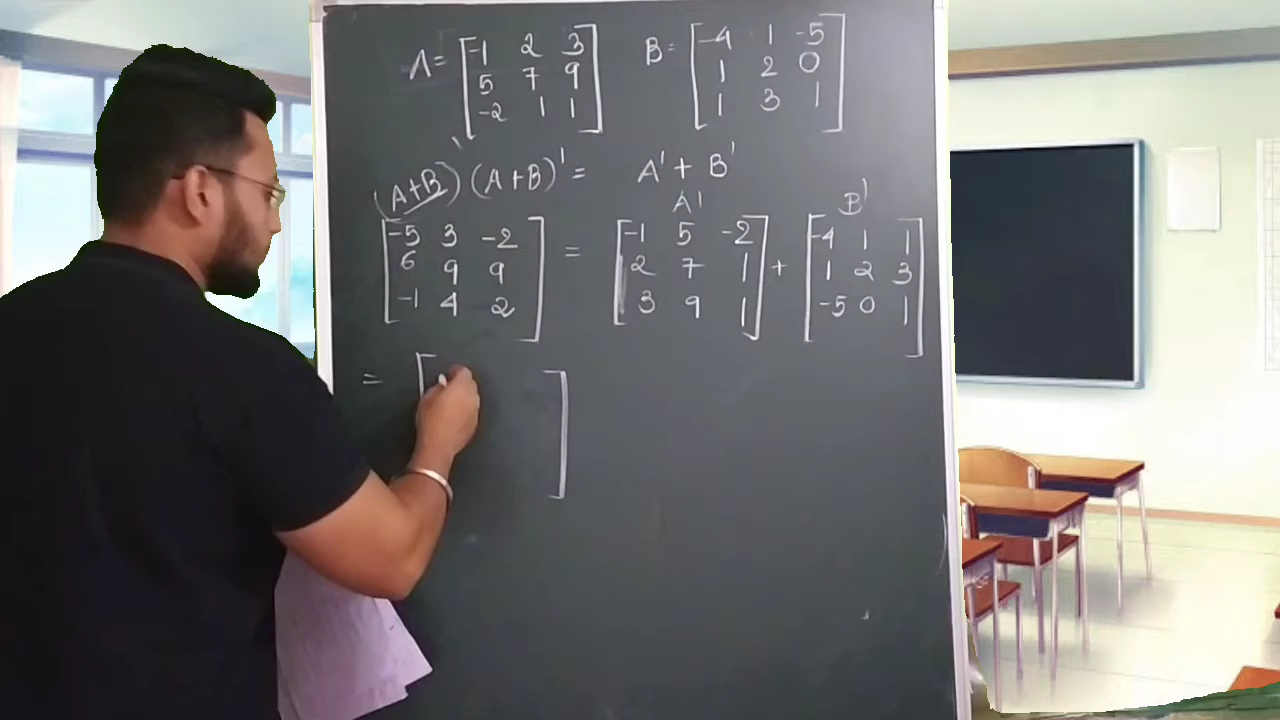 A = [ -1 2 3 B = [ -4 1 -5
5 7 9 1 2 0
-2 1 1 ] 1 3 1 ]
(A+B)' (A+B)' = A' + B'
A' B'
[ -5 3 -2 = [ -1 5 -2 + [ -4 1 1
6 9 9 2 7 1 1 2 3
-1 4 2 ] 3 9 1 ] -5 0 1 ]
= [ ]